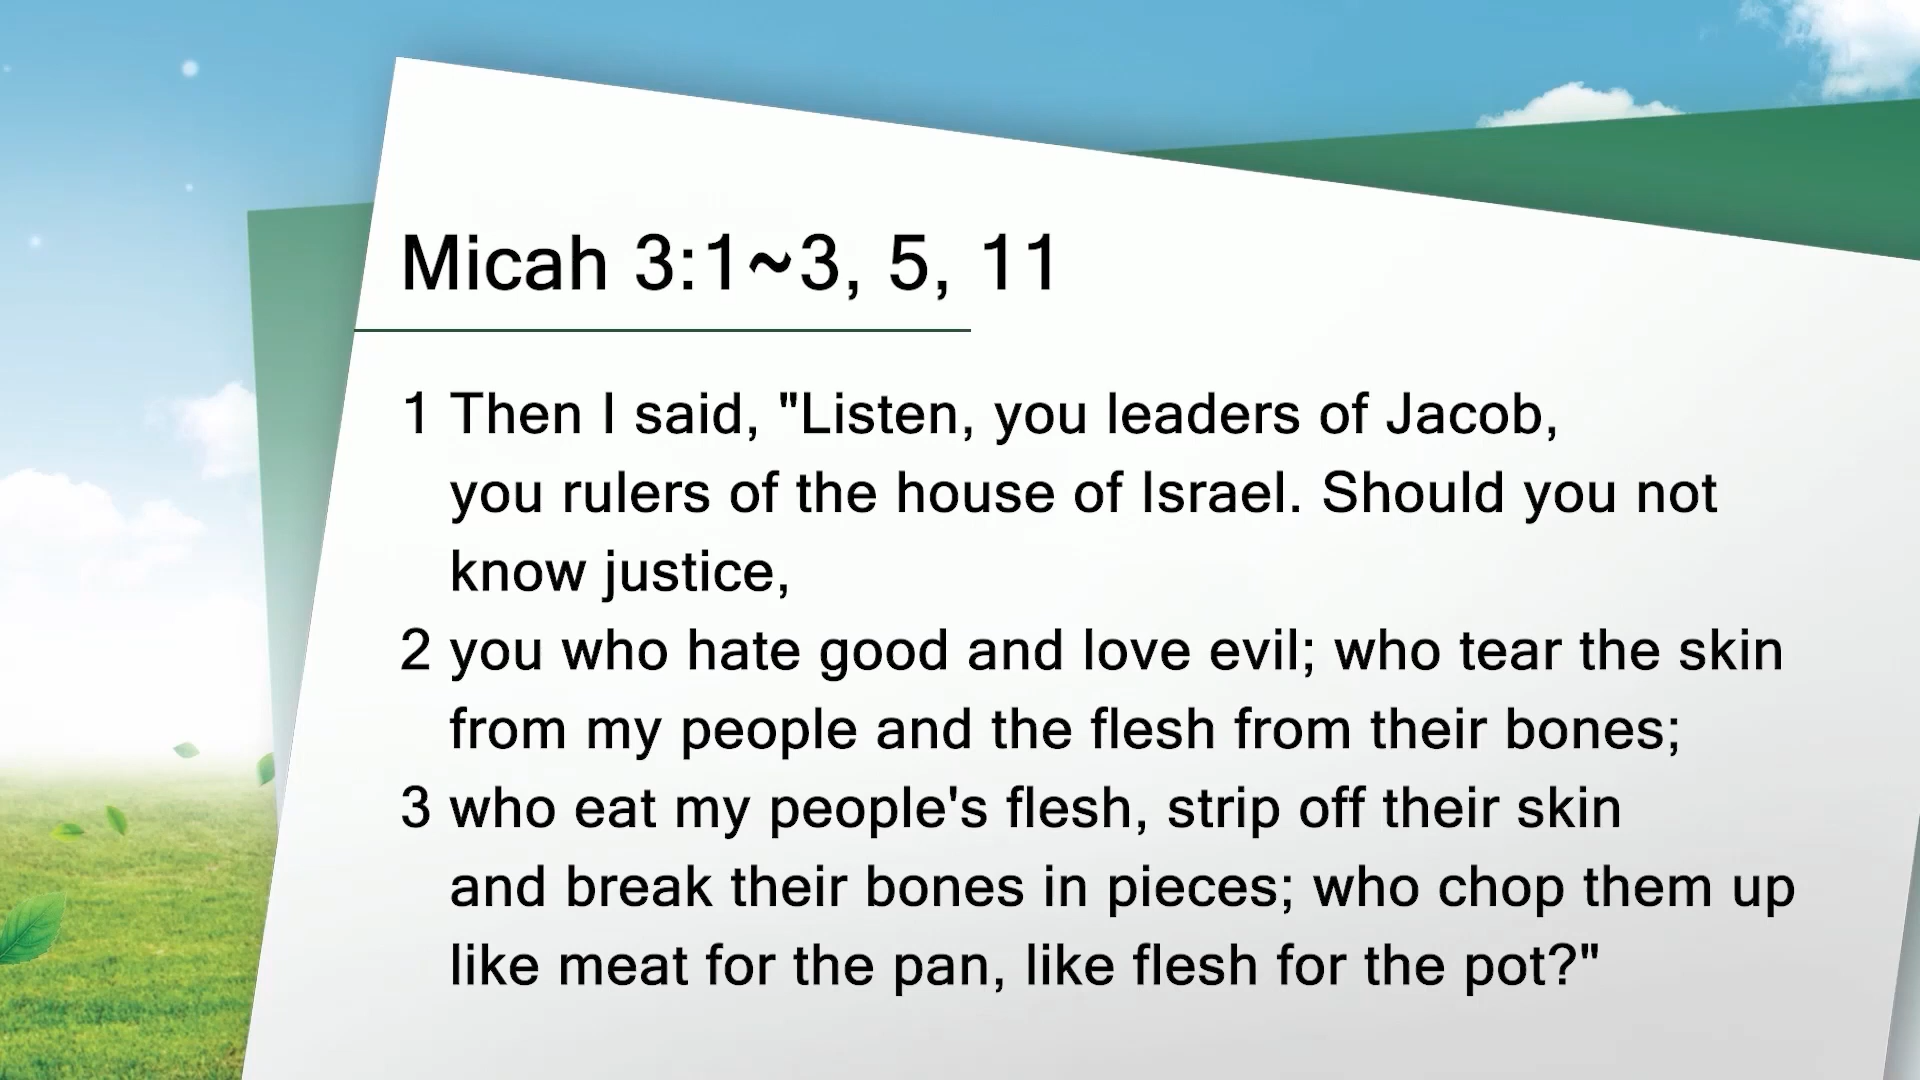 Micah 3:1~3, 5, 11
1 Then I said, "Listen, you leaders of Jacob,
you rulers of the house of Israel. Should you not
know justice,
2 you who hate good and love evil; who tear the skin
from my people and the flesh from their bones;
3 who eat my people's flesh, strip off their skin
and break their bones in pieces; who chop them up
like meat for the pan, like flesh for the pot?"